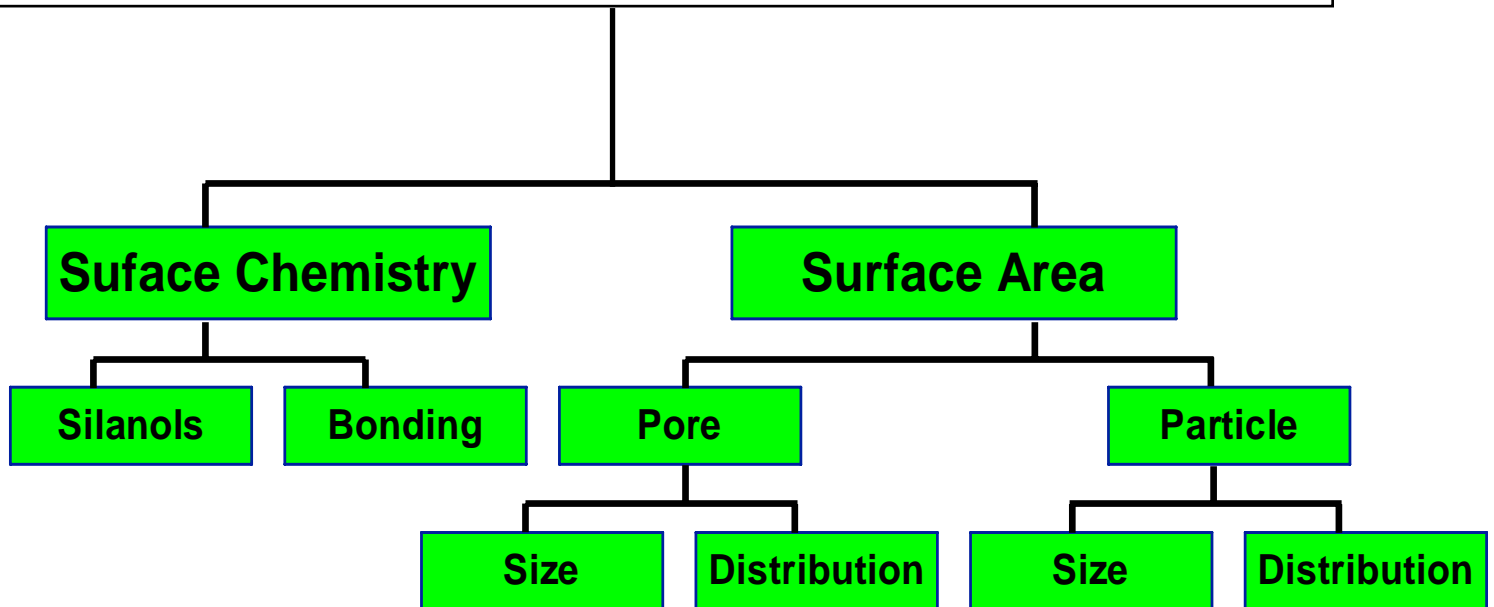 Suface Chemistry
Surface Area
Silanols
Bonding
Pore
Particle
Size
Distribution
Size
Distribution